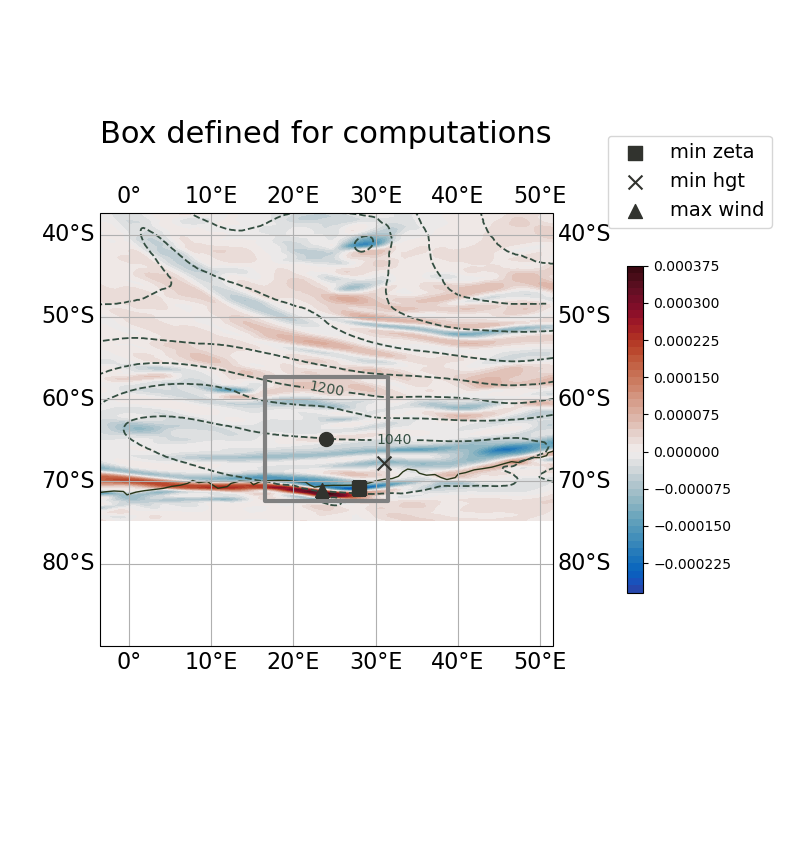 Box defined for computations
min zeta
min hgt
max wind
0° 10°E 20°E 30°E 40°E 50°E
40°S 40°S
50°S 50°S
60°S 60°S
70°S 70°S
80°S 80°S
1200
1040
0° 10°E 20°E 30°E 40°E 50°E
0.000375
0.000300
0.000225
0.000150
0.000075
0.000000
−0.000075
−0.000150
−0.000225